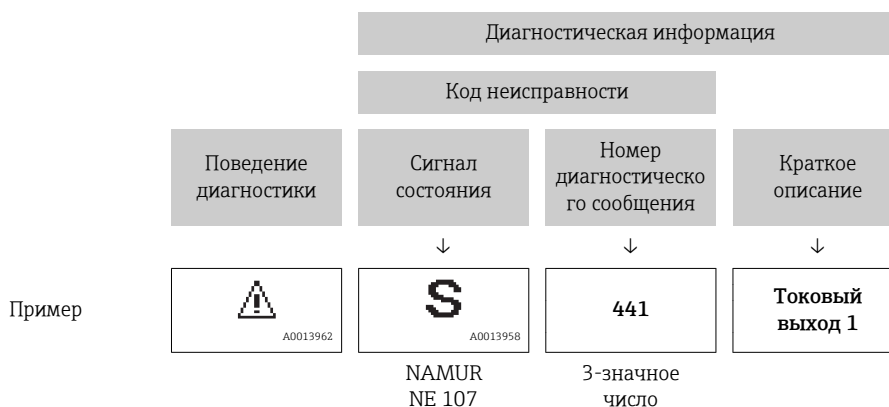 Диагностическая информация
Код неисправности
Поведение
диагностики
Сигнал
состояния
Номер
диагностическо
го сообщения
Краткое
описание
↓ ↓ ↓
Пример
⚠
A0013962
S
A0013958
441
Токовый
выход 1
NAMUR
NE 107
3-значное
число